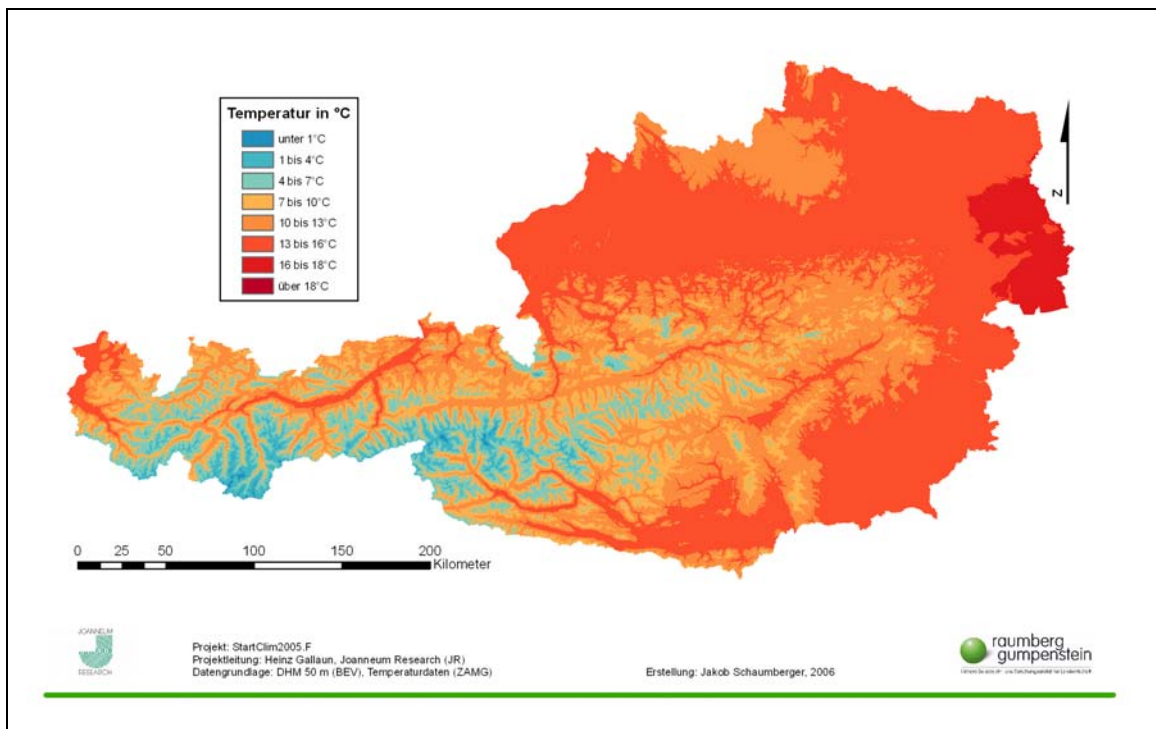 Temperatur in °C
unter 1°C
1 bis 4°C
4 bis 7°C
7 bis 10°C
10 bis 13°C
13 bis 16°C
16 bis 18°C
über 18°C
N
0 25 50 100 150 200
Kilometer
JOANNEUM
RESEARCH
Projekt: StartClim2005.F
Projektleitung: Heinz Gallaun, Joanneum Research (JR)
Datengrundlage: DHM 50 m (BEV), Temperaturdaten (ZAMG)
Erstellung: Jakob Schaumberger, 2006
raumberg
gumpenstein